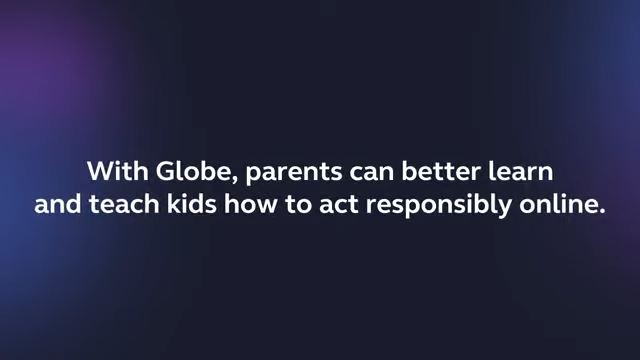 With Globe, parents can better learn
and teach kids how to act responsibly online.